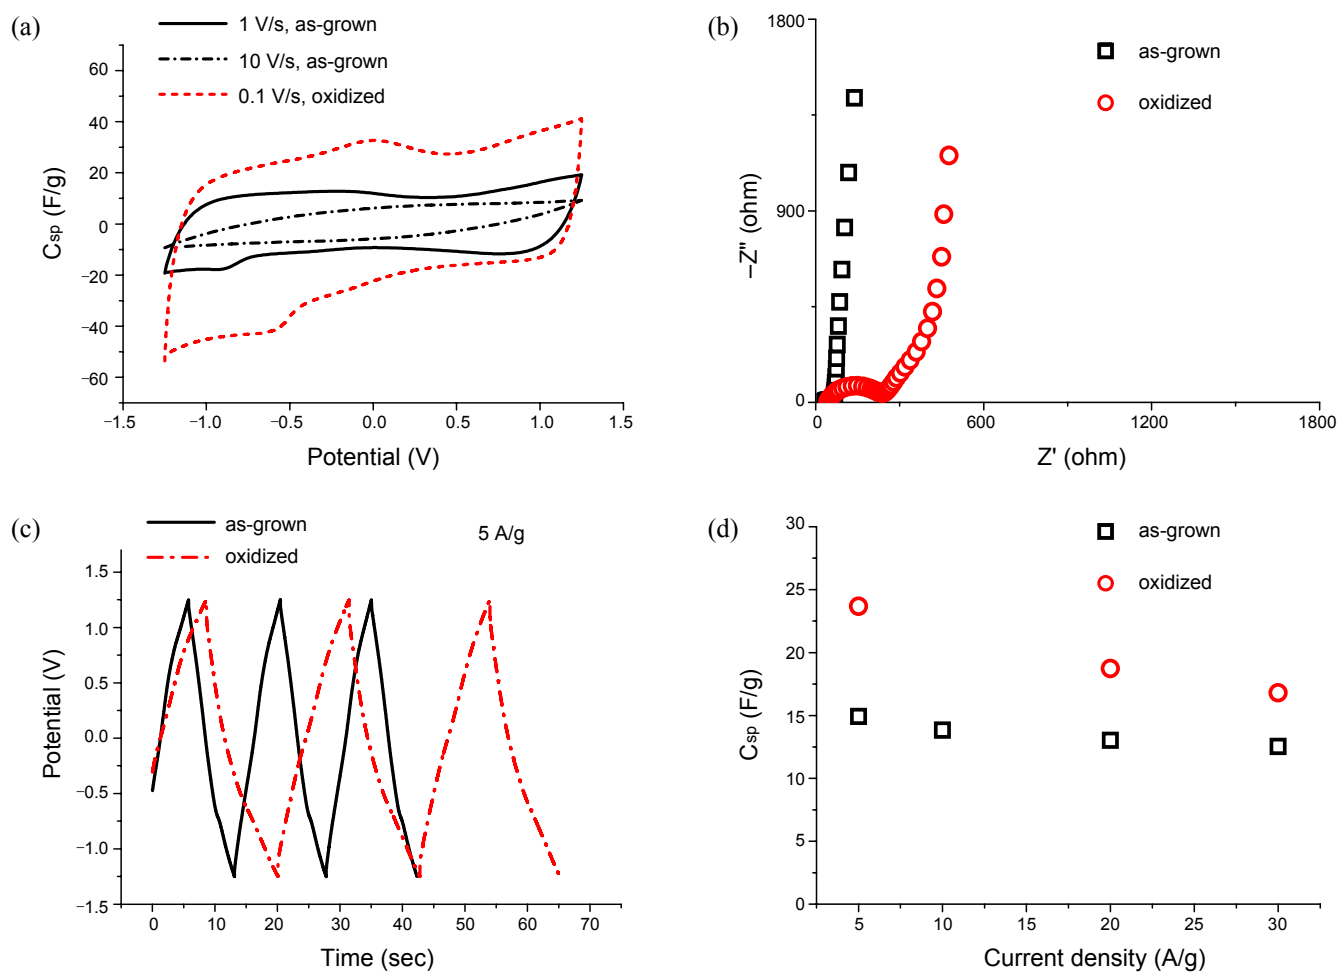 (a)
1 V/s, as-grown
10 V/s, as-grown
0.1 V/s, oxidized
60
40
20
0
−20
−40
−60
Csp (F/g)
−1.5 −1.0 −0.5 0.0 0.5 1.0 1.5
Potential (V)
(b)
as-grown
oxidized
1800
900
0
−Z" (ohm)
0 600 1200 1800
Z' (ohm)
(c)
as-grown
oxidized
5 A/g
1.5
1.0
0.5
0.0
−0.5
−1.0
−1.5
Potential (V)
0 10 20 30 40 50 60 70
Time (sec)
(d)
as-grown
oxidized
30
25
20
15
10
5
0
Csp (F/g)
5 10 15 20 25 30
Current density (A/g)